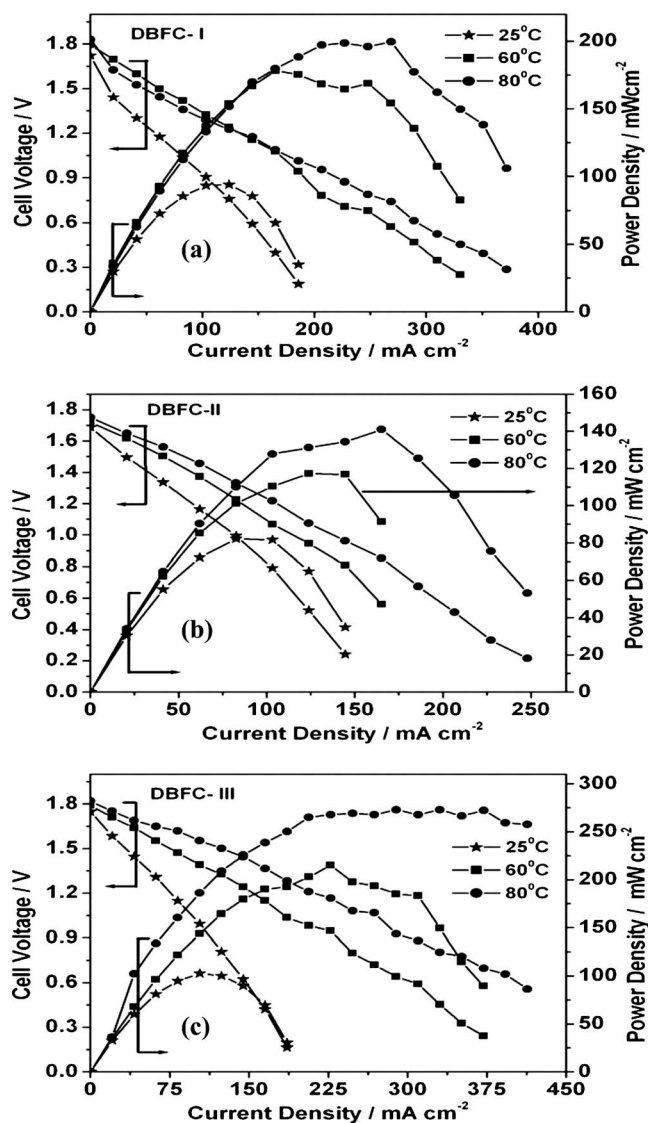 DBFC- I
25°C
60°C
80°C
(a)
Cell Voltage / V
Power Density / mWcm-2
0.0 0.3 0.6 0.9 1.2 1.5 1.8
0 50 100 150 200
0 100 200 300 400
Current Density / mA cm-2
DBFC-II
25°C
60°C
80°C
(b)
Cell Voltage / V
Power Density / mW cm-2
0.0 0.2 0.4 0.6 0.8 1.0 1.2 1.4 1.6 1.8
0 20 40 60 80 100 120 140 160
0 50 100 150 200 250
Current Density / mA cm-2
DBFC- III
25°C
60°C
80°C
(c)
Cell Voltage / V
Power Density / mW cm-2
0.0 0.3 0.6 0.9 1.2 1.5 1.8
0 50 100 150 200 250 300
0 75 150 225 300 375 450
Current Density / mA cm-2